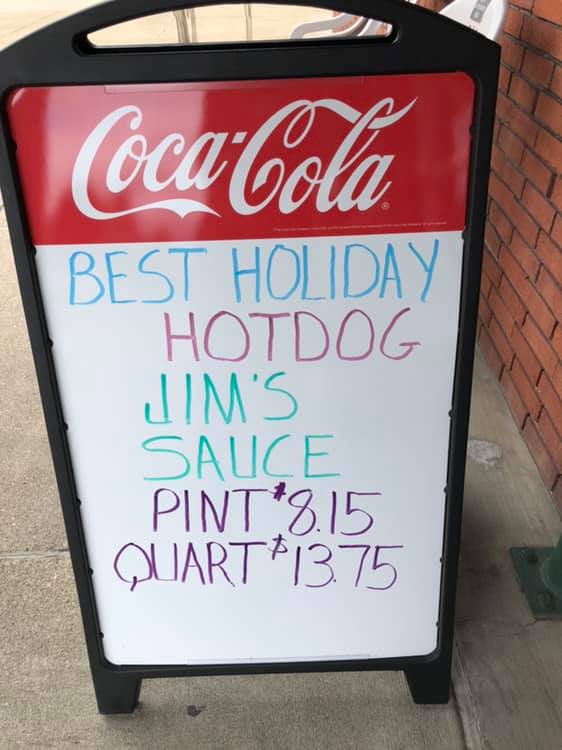 Coca-Cola
BEST HOLIDAY
HOTDOG
JIM'S
SAUCE
PINT $8.15
QUART $13.75